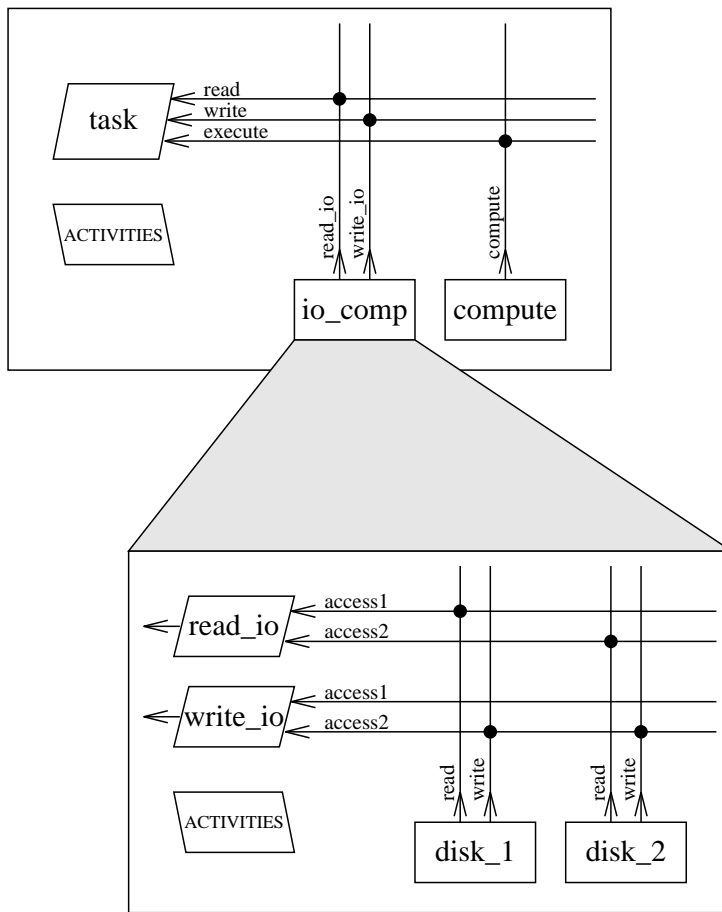 read
task
write
execute
ACTIVITIES
read_io
write_io
compute
io_comp
compute
access1
read_io
access2
access1
write_io
access2
read
write
read
write
ACTIVITIES
disk_1
disk_2